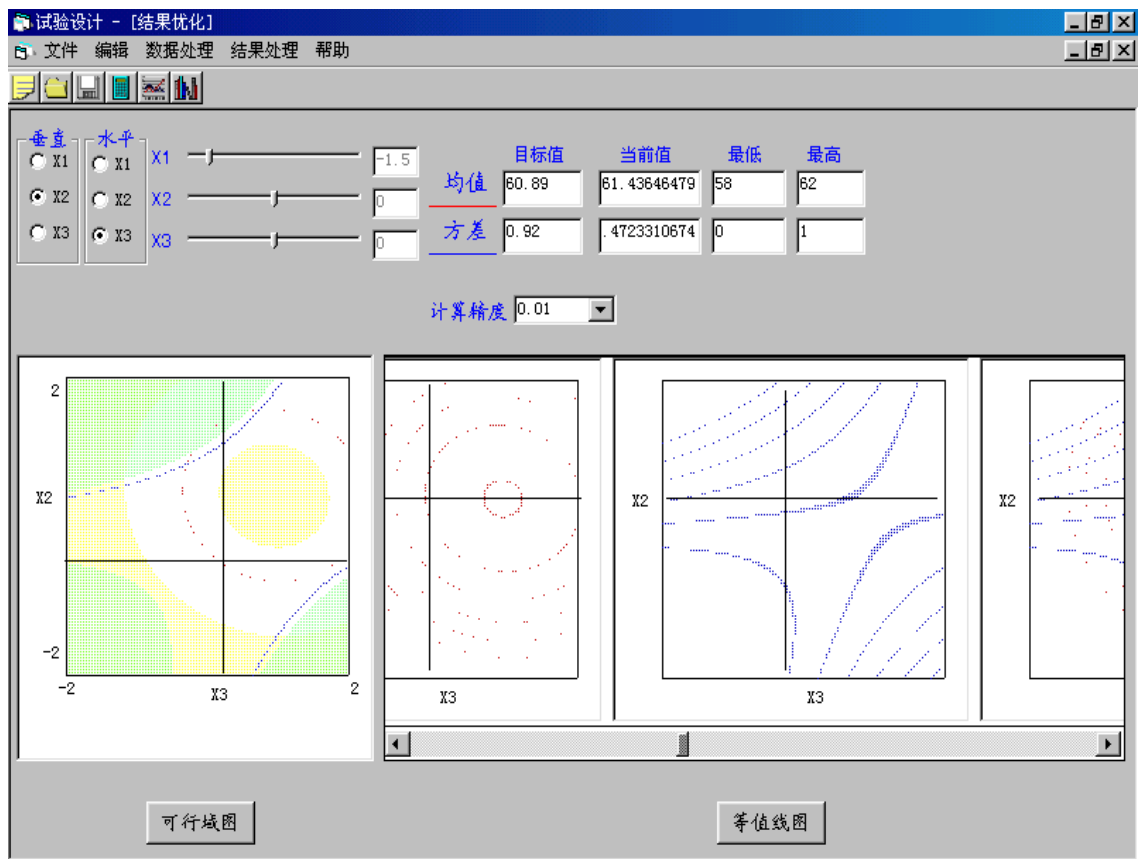 试验设计 - [结果优化]
文件 编辑 数据处理 结果处理 帮助
垂直 水平
X1 X1 X1 -1.5
X2 X2 X2 0
X3 X3 X3 0
目标值 当前值 最低 最高
均值 60.89 61.43646479 58 62
方差 0.92 .4723310674 0 1
计算精度 0.01
2
X2
-2
-2 X3 2
X3
X2
X3
X2
可行域图 等值线图